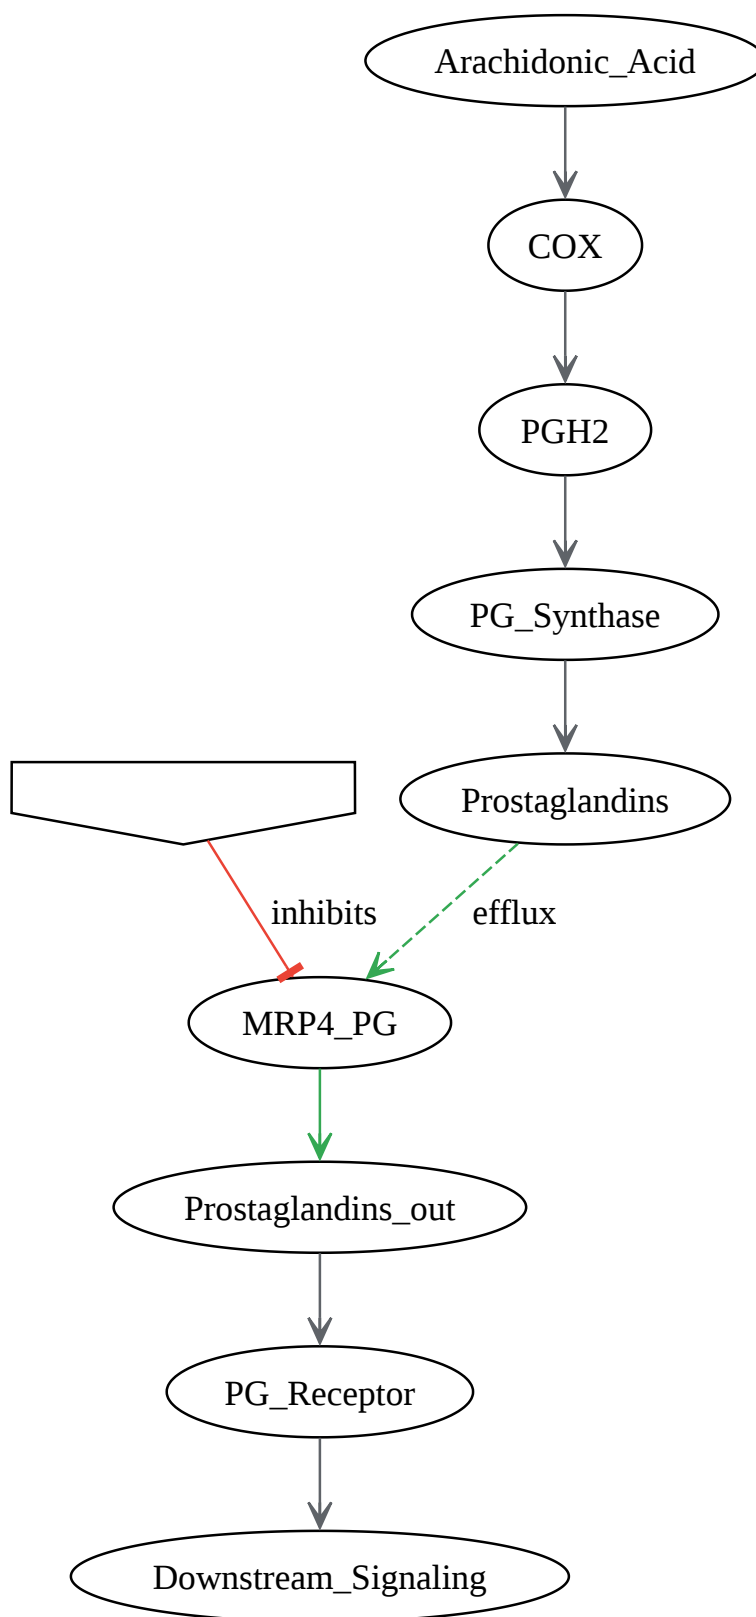 Arachidonic_Acid
COX
PGH2
PG_Synthase
Prostaglandins
inhibits
efflux
MRP4_PG
Prostaglandins_out
PG_Receptor
Downstream_Signaling